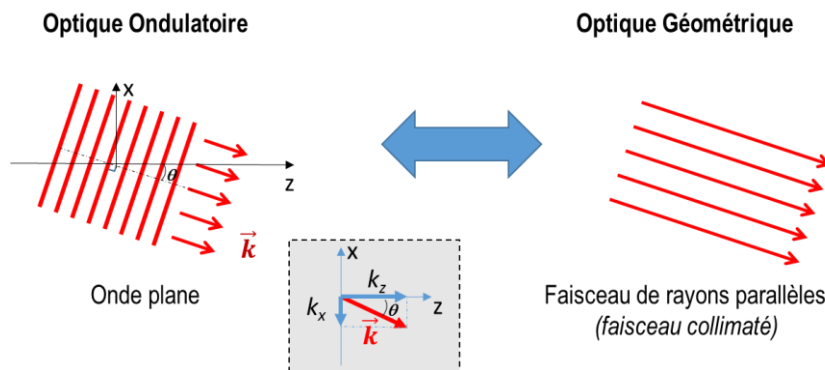 Optique Ondulatoire
Optique Géométrique
x
z
θ
k
Onde plane
x
k_z
k_x
θ
z
k
Faisceau de rayons parallèles
(faisceau collimaté)